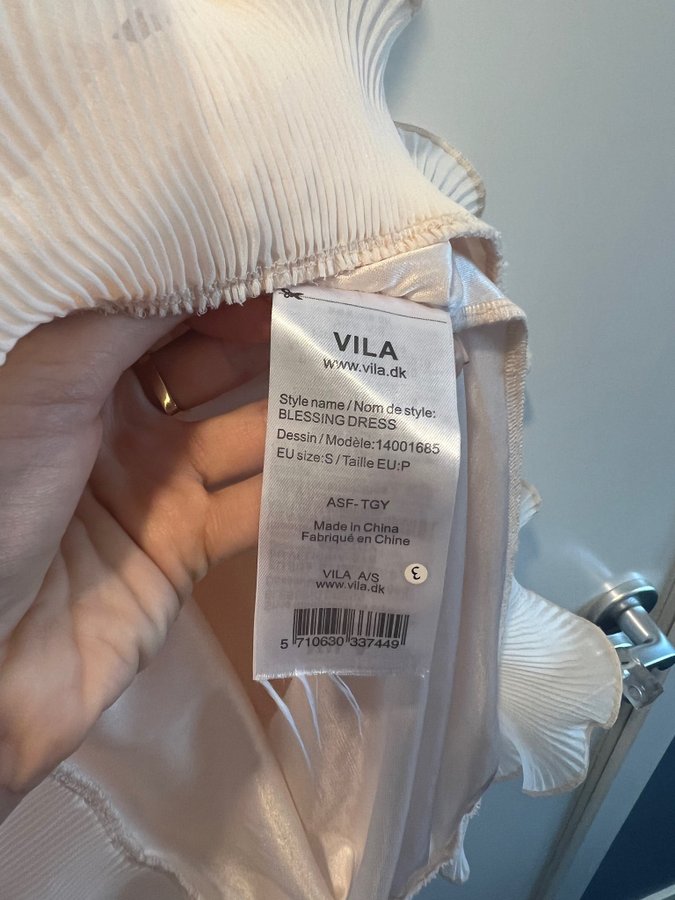 VILA
www.vila.dk
Style name / Nom de style:
BLESSING DRESS
Dessin / Modèle:14001685
EU size:S / Taille EU:P
ASF-TGY
Made in China
Fabriqué en Chine
VILA A/S
www.vila.dk
3
5 710630 337449